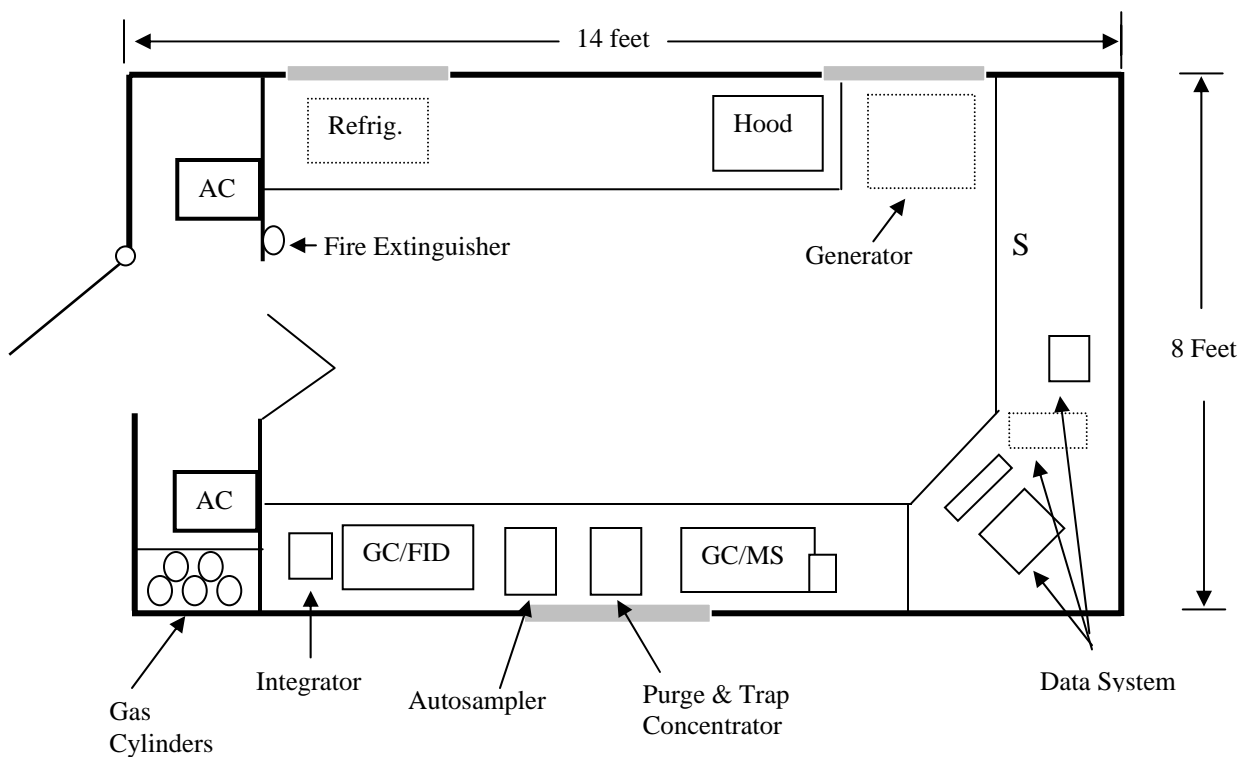 14 feet
Refrig.
Hood
AC
Fire Extinguisher
Generator
S
8 Feet
AC
GC/FID
GC/MS
Integrator
Autosampler
Purge & Trap
Concentrator
Data System
Gas
Cylinders